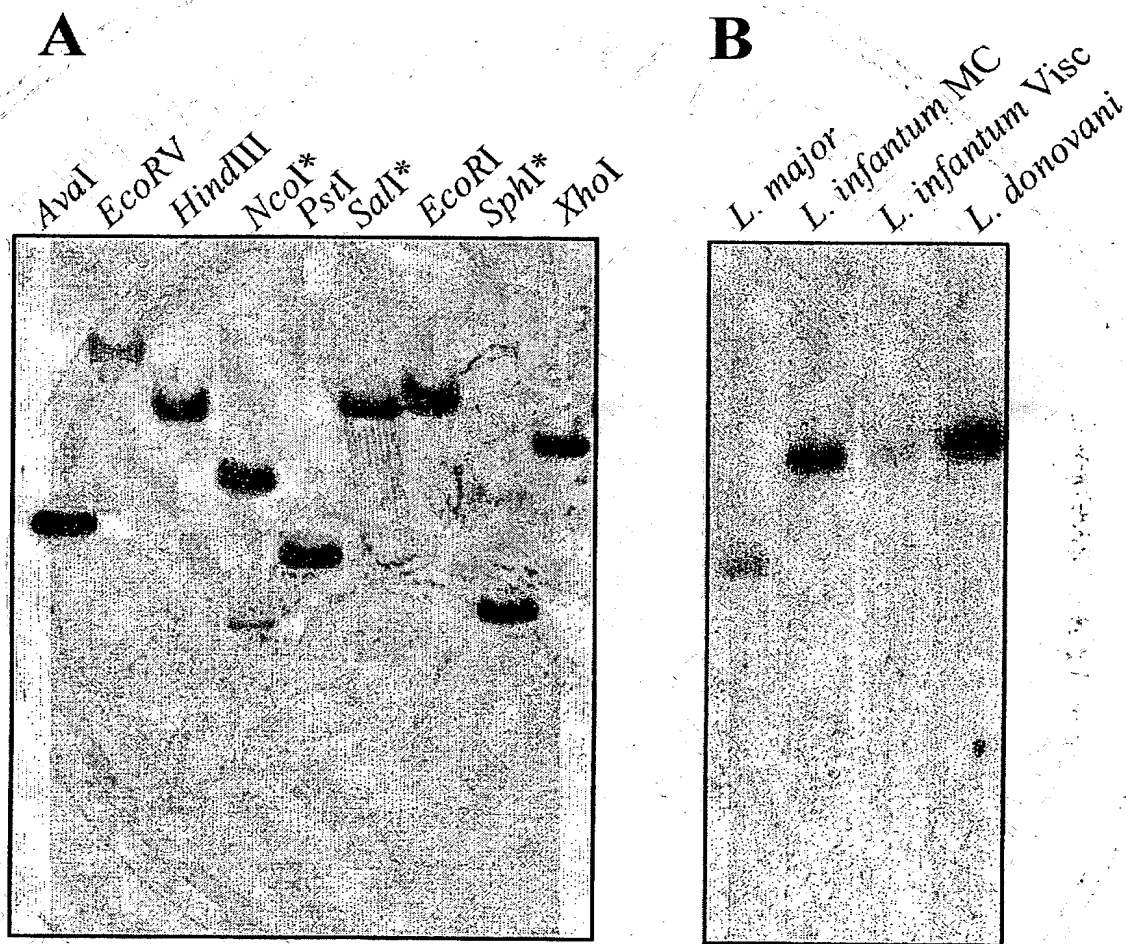 A
AvaI
EcoRV
HindIII
NcoI*
PstI
SalI*
EcoRI
SphI*
XhoI
B
L. major
L. infantum MC
L. infantum Visc
L. donovani